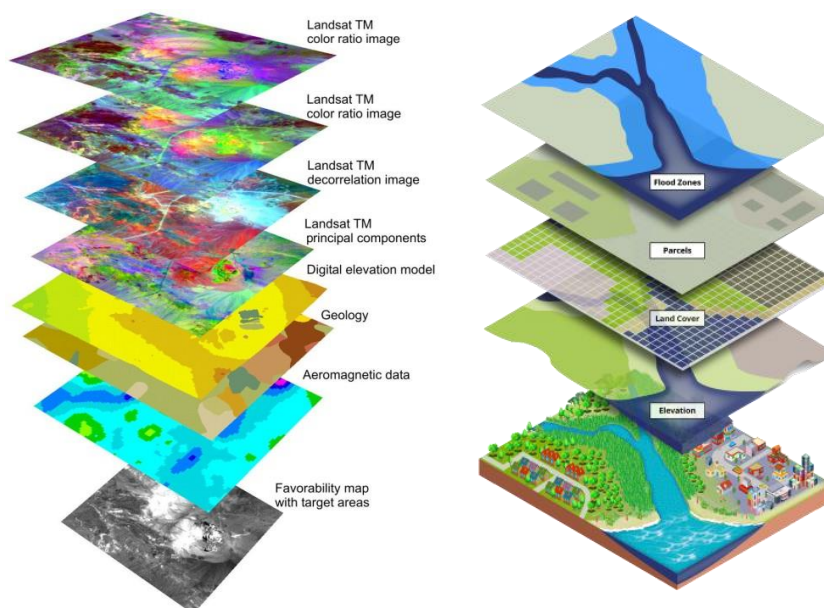 Landsat TM
color ratio image
Landsat TM
color ratio image
Landsat TM
decorrelation image
Landsat TM
principal components
Digital elevation model
Geology
Aeromagnetic data
Favorability map
with target areas
Flood Zones
Parcels
Land Cover
Elevation